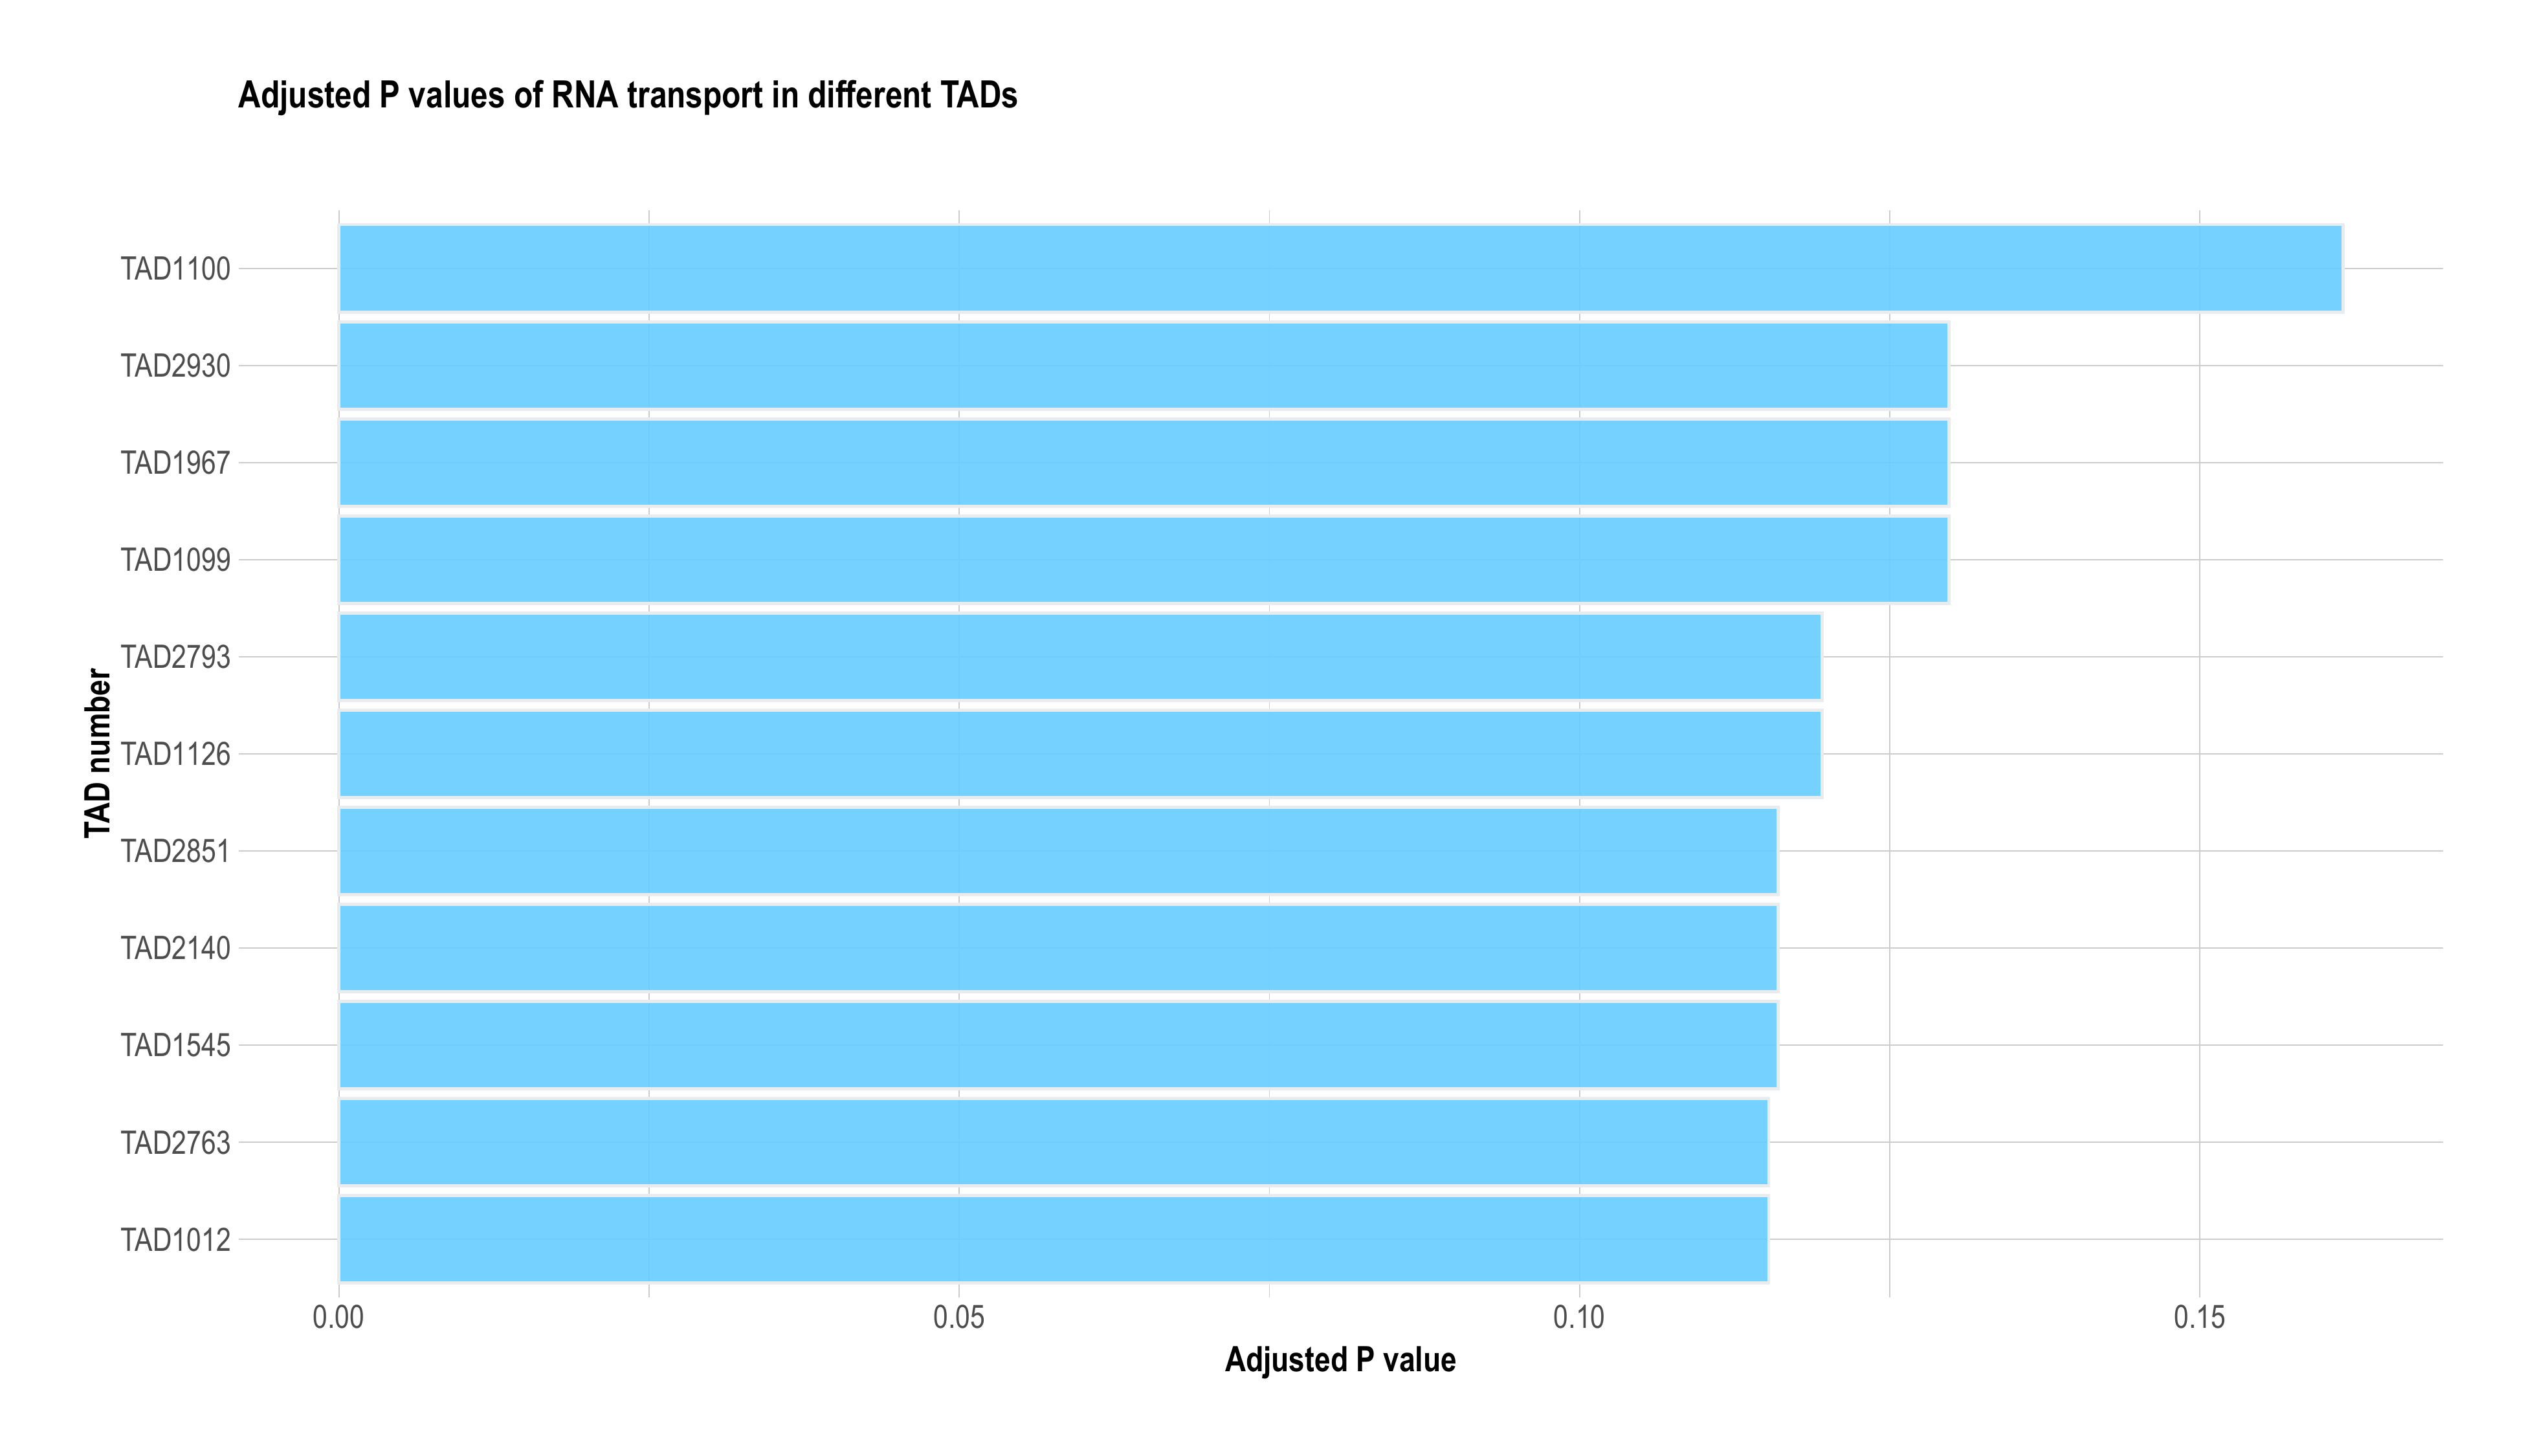 Adjusted P values of RNA transport in different TADs
TAD number
TAD1100
TAD2930
TAD1967
TAD1099
TAD2793
TAD1126
TAD2851
TAD2140
TAD1545
TAD2763
TAD1012
0.00 0.05 0.10 0.15
Adjusted P value